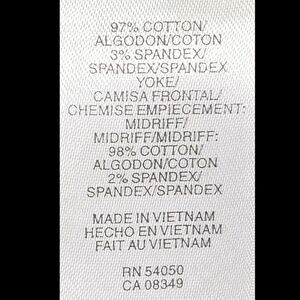 97% COTTON/
ALGODON/COTON
3% SPANDEX/
SPANDEX/SPANDEX
YOKE/
CAMISA FRONTAL/
CHEMISE EMPIECEMENT:
MIDRIFF/
MIDRIFF/MIDRIFF:
98% COTTON/
ALGODON/COTON
2% SPANDEX/
SPANDEX/SPANDEX
MADE IN VIETNAM
HECHO EN VIETNAM
FAIT AU VIETNAM
RN 54050
CA 08349